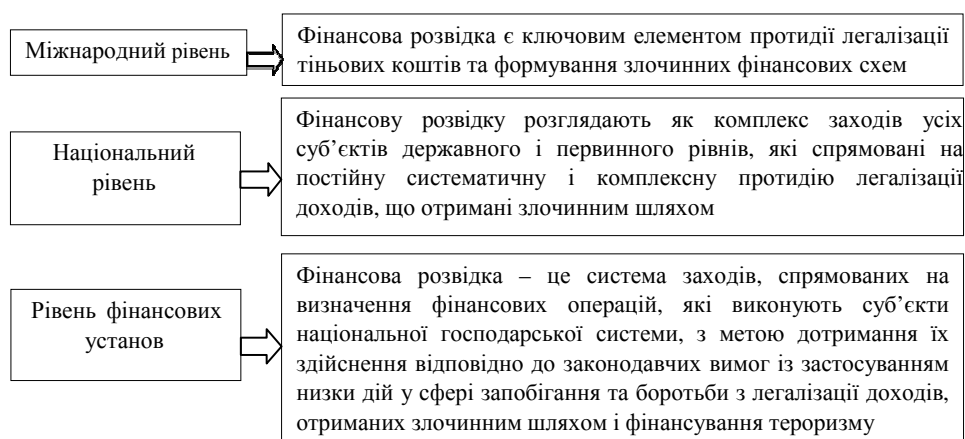 Міжнародний рівень
Фінансова розвідка є ключовим елементом протидії легалізації
тіньових коштів та формування злочинних фінансових схем
Національний
рівень
Фінансову розвідку розглядають як комплекс заходів усіх
суб’єктів державного і первинного рівнів, які спрямовані на
постійну систематичну і комплексну протидію легалізації
доходів, що отримані злочинним шляхом
Рівень фінансових
установ
Фінансова розвідка – це система заходів, спрямованих на
визначення фінансових операцій, які виконують суб’єкти
національної господарської системи, з метою дотримання їх
здійснення відповідно до законодавчих вимог із застосуванням
низки дій у сфері запобігання та боротьби з легалізації доходів,
отриманих злочинним шляхом і фінансування тероризму